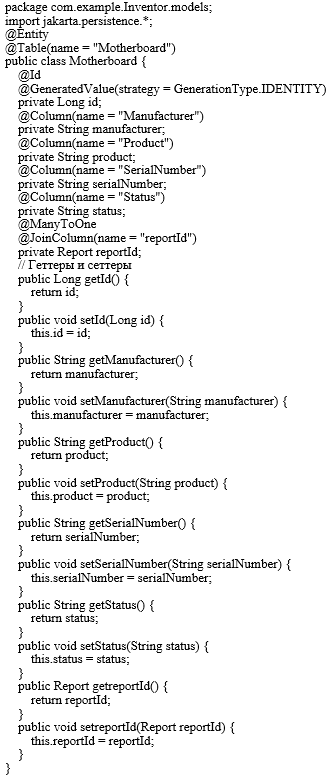 package com.example.Inventor.models;
import jakarta.persistence.*;
@Entity
@Table(name = "Motherboard")
public class Motherboard {
    @Id
    @GeneratedValue(strategy = GenerationType.IDENTITY)
    private Long id;
    @Column(name = "Manufacturer")
    private String manufacturer;
    @Column(name = "Product")
    private String product;
    @Column(name = "SerialNumber")
    private String serialNumber;
    @Column(name = "Status")
    private String status;
    @ManyToOne
    @JoinColumn(name = "reportId")
    private Report reportId;
    // Геттеры и сеттеры
    public Long getId() {
        return id;
    }
    public void setId(Long id) {
        this.id = id;
    }
    public String getManufacturer() {
        return manufacturer;
    }
    public void setManufacturer(String manufacturer) {
        this.manufacturer = manufacturer;
    }
    public String getProduct() {
        return product;
    }
    public void setProduct(String product) {
        this.product = product;
    }
    public String getSerialNumber() {
        return serialNumber;
    }
    public void setSerialNumber(String serialNumber) {
        this.serialNumber = serialNumber;
    }
    public String getStatus() {
        return status;
    }
    public void setStatus(String status) {
        this.status = status;
    }
    public Report getreportId() {
        return reportId;
    }
    public void setreportId(Report reportId) {
        this.reportId = reportId;
    }
}